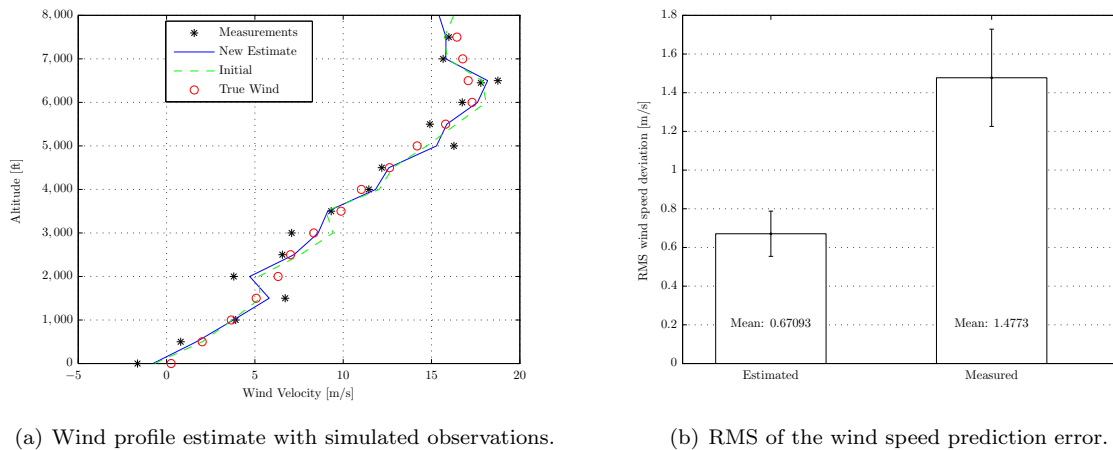 8,000
7,000
6,000
5,000
4,000
3,000
2,000
1,000
0
Altitude [ft]
−5
0
5
10
15
20
Wind Velocity [m/s]
Measurements
New Estimate
Initial
True Wind
(a) Wind profile estimate with simulated observations.
1.8
1.6
1.4
1.2
1
0.8
0.6
0.4
0.2
0
RMS wind speed deviation [m/s]
Mean: 0.67093
Mean: 1.4773
Estimated
Measured
(b) RMS of the wind speed prediction error.